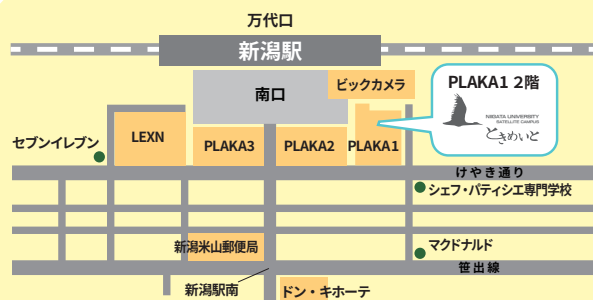 万代口
新潟駅
ビックカメラ
PLAKA1 2階
南口
NIIGATA UNIVERSITY
SATELLITE CAMPUS
ときめいと
LEXN
セブンイレブン
PLAKA3
PLAKA2
PLAKA1
けやき通り
シェフ・パティシエ専門学校
新潟米山郵便局
マクドナルド
笹出線
新潟駅南
ドン・キホーテ